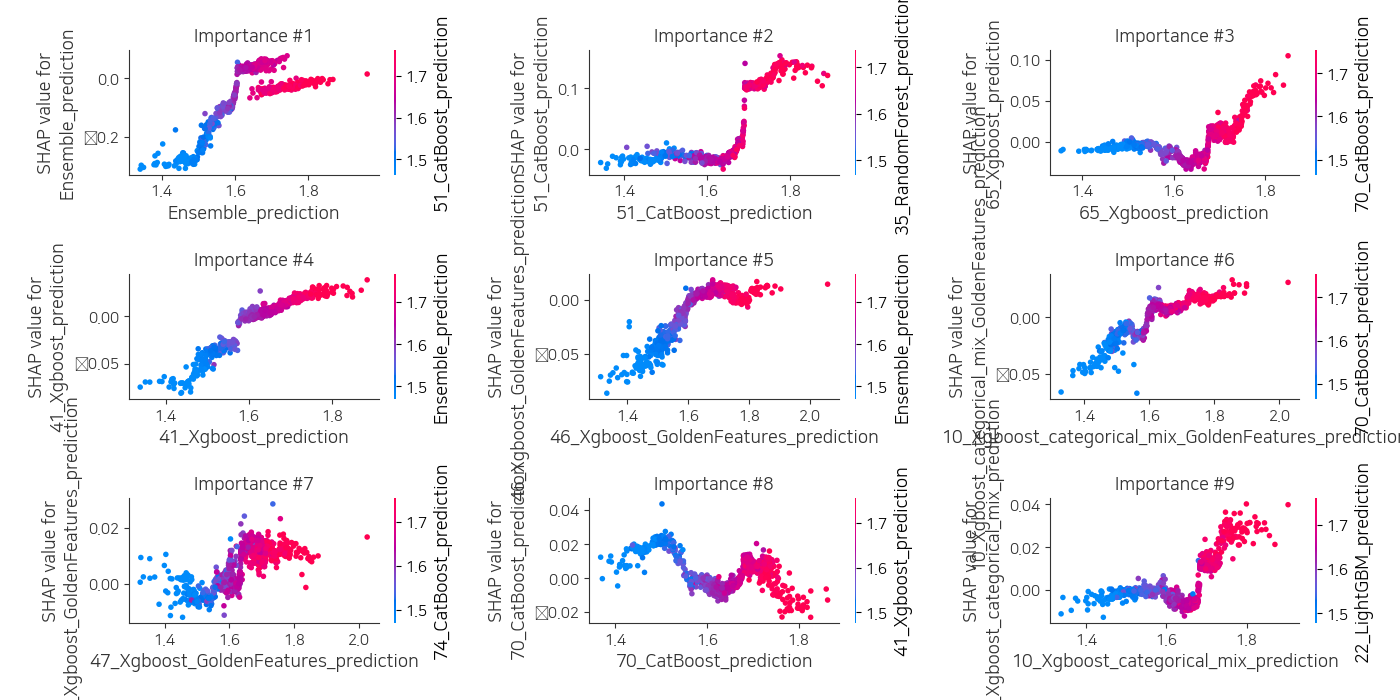 Importance #1
SHAP value for
Ensemble_prediction
0.0
0.2
1.4 1.6 1.8
Ensemble_prediction
1.7
1.6
1.5
51_CatBoost_prediction
Importance #2
SHAP value for
51_CatBoost_prediction
0.1
0.0
1.4 1.6 1.8
51_CatBoost_prediction
1.7
1.6
1.5
35_RandomForest_prediction
Importance #3
SHAP value for
65_Xgboost_prediction
0.10
0.05
0.00
1.4 1.6 1.8
65_Xgboost_prediction
1.7
1.6
1.5
70_CatBoost_prediction
Importance #4
SHAP value for
41_Xgboost_prediction
0.00
0.05
1.4 1.6 1.8
41_Xgboost_prediction
1.7
1.6
1.5
Ensemble_prediction
Importance #5
SHAP value for
46_Xgboost_GoldenFeatures_prediction
0.00
0.05
1.4 1.6 1.8 2.0
46_Xgboost_GoldenFeatures_prediction
1.7
1.6
1.5
Ensemble_prediction
Importance #6
SHAP value for
10_Xgboost_categorical_mix_GoldenFeatures_prediction
0.00
0.05
1.4 1.6 1.8 2.0
10_Xgboost_categorical_mix_GoldenFeatures_prediction
1.7
1.6
1.5
70_CatBoost_prediction
Importance #7
SHAP value for
_Xgboost_GoldenFeatures_prediction
0.02
0.00
1.4 1.6 1.8 2.0
47_Xgboost_GoldenFeatures_prediction
1.7
1.6
1.5
74_CatBoost_prediction
Importance #8
SHAP value for
70_CatBoost_prediction
0.04
0.02
0.00
0.02
1.4 1.6 1.8
70_CatBoost_prediction
1.7
1.6
1.5
41_Xgboost_prediction
Importance #9
SHAP value for
_Xgboost_categorical_mix_prediction
0.04
0.02
0.00
1.4 1.6 1.8
10_Xgboost_categorical_mix_prediction
1.7
1.6
1.5
22_LightGBM_prediction